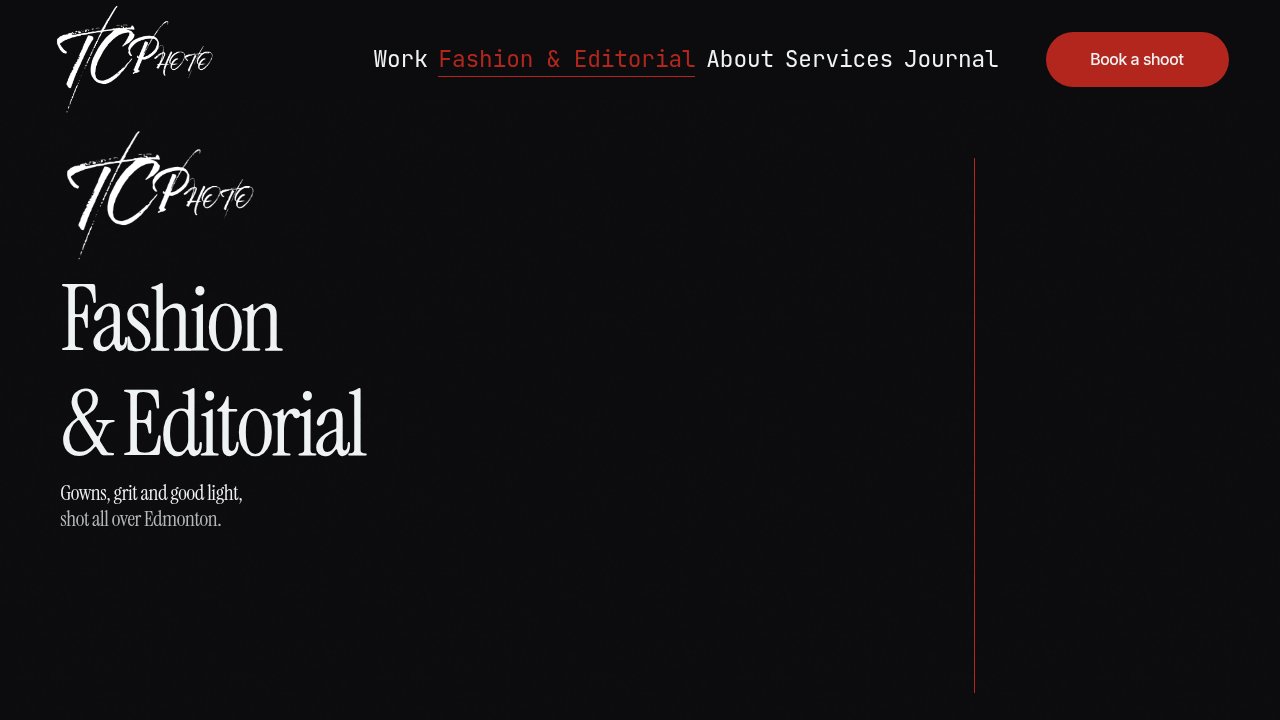 TCPHOTO
Work Fashion & Editorial About Services Journal
Book a shoot
TCPHOTO
Fashion
& Editorial
Gowns, grit and good light,
shot all over Edmonton.